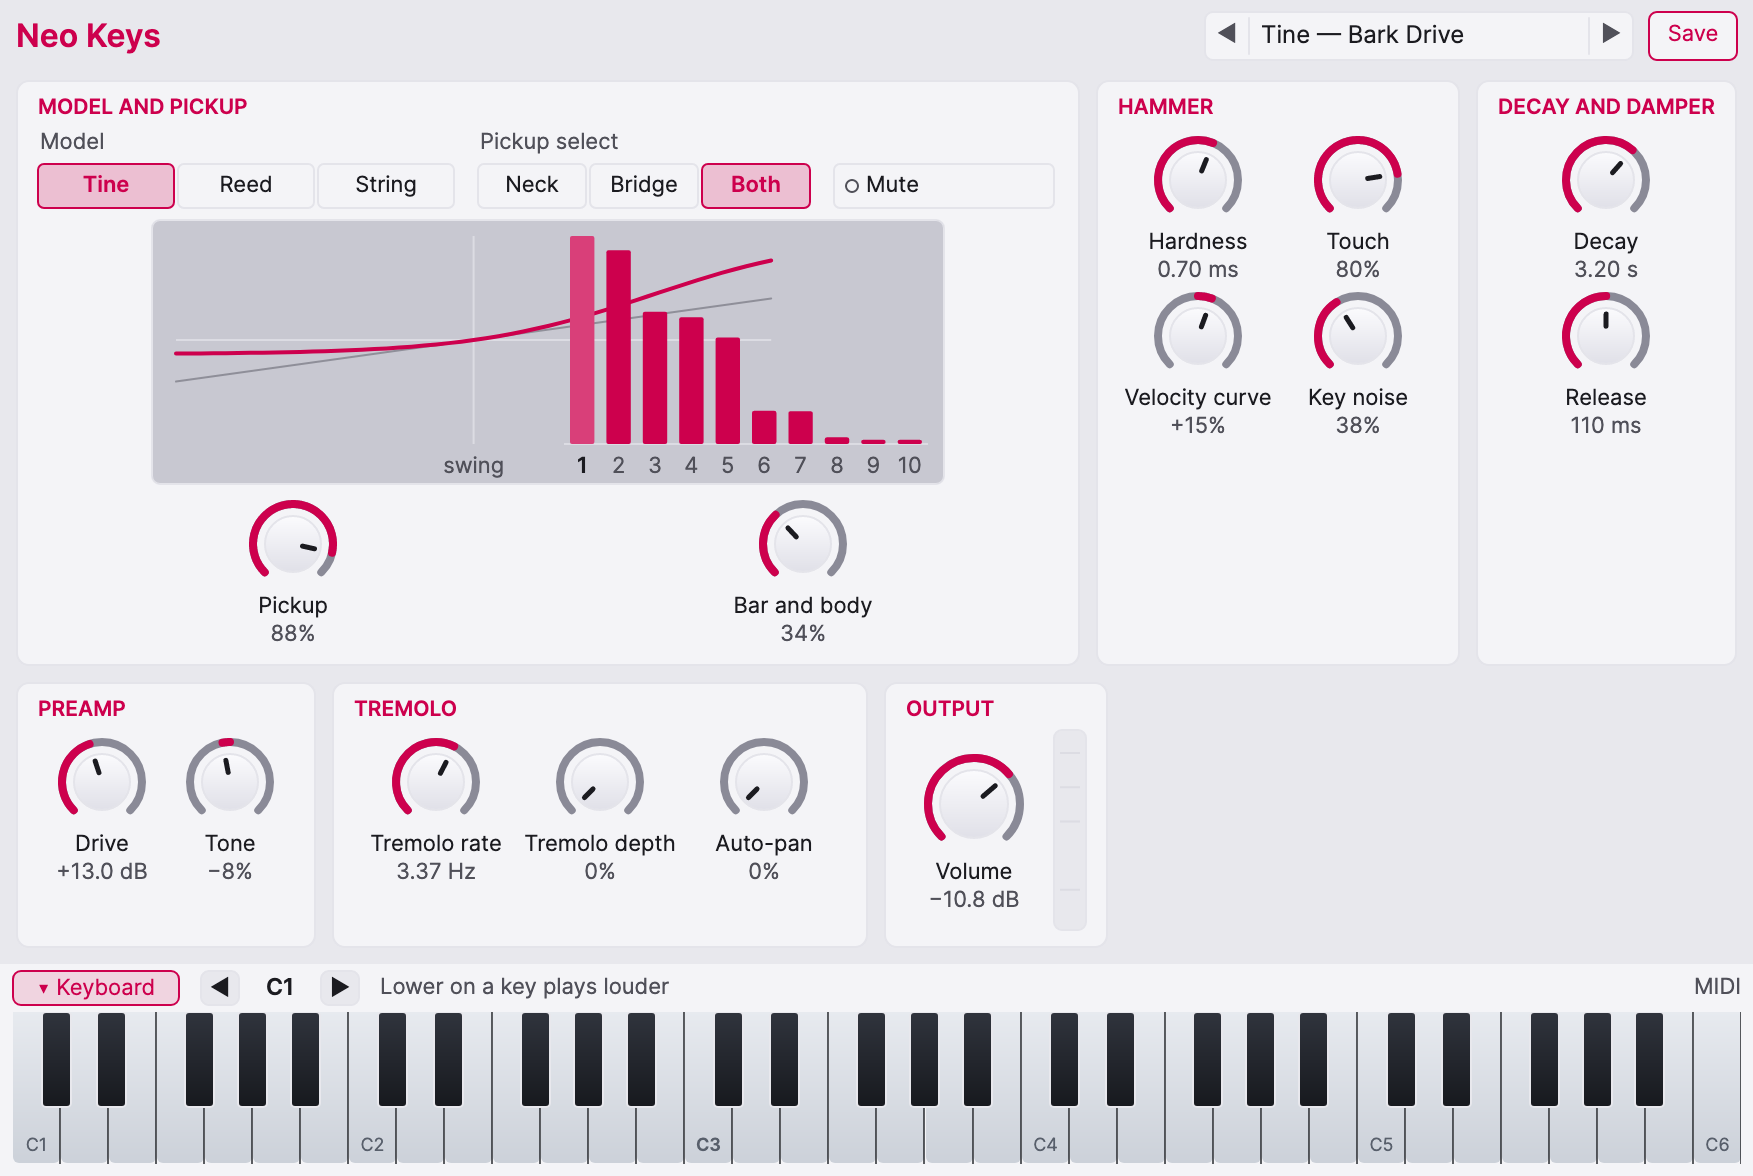 Neo Keys
Tine — Bark Drive
Save
MODEL AND PICKUP
Model
Pickup select
Tine
Reed
String
Neck
Bridge
Both
Mute
swing
1 2 3 4 5 6 7 8 9 10
Pickup
88%
Bar and body
34%
HAMMER
Hardness
0.70 ms
Touch
80%
Velocity curve
+15%
Key noise
38%
DECAY AND DAMPER
Decay
3.20 s
Release
110 ms
PREAMP
Drive
+13.0 dB
Tone
−8%
TREMOLO
Tremolo rate
3.37 Hz
Tremolo depth
0%
Auto-pan
0%
OUTPUT
Volume
−10.8 dB
Keyboard
C1
Lower on a key plays louder
MIDI
C1 C2 C3 C4 C5 C6